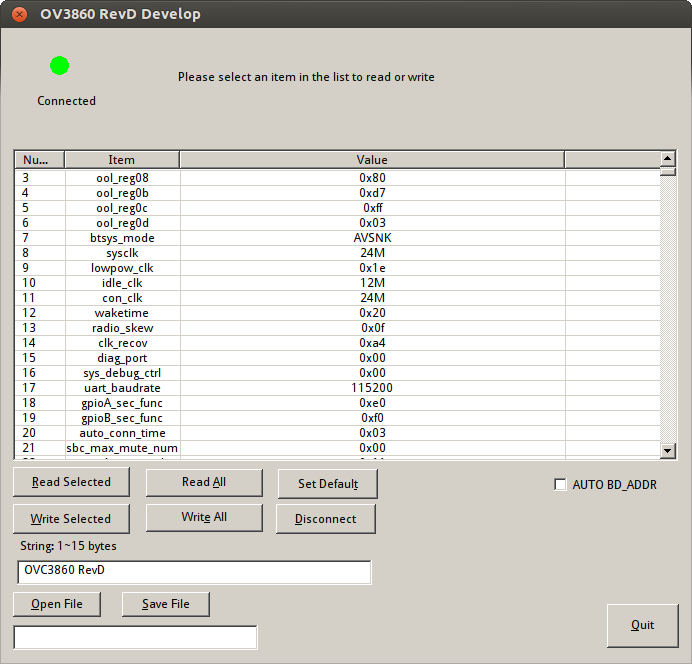 OV3860 RevD Develop
Please select an item in the list to read or write
Connected
Nu... Item Value
3 ool_reg08 0x80
4 ool_reg0b 0xd7
5 ool_reg0c 0xff
6 ool_reg0d 0x03
7 btsys_mode AVSNK
8 sysclk 24M
9 lowpow_clk 0x1e
10 idle_clk 12M
11 con_clk 24M
12 waketime 0x20
13 radio_skew 0x0f
14 clk_recov 0xa4
15 diag_port 0x00
16 sys_debug_ctrl 0x00
17 uart_baudrate 115200
18 gpioA_sec_func 0xe0
19 gpioB_sec_func 0xf0
20 auto_conn_time 0x03
21 sbc_max_mute_num 0x00
Read Selected Read All Set Default AUTO BD_ADDR
Write Selected Write All Disconnect
String: 1~15 bytes
OVC3860 RevD
Open File Save File
Quit